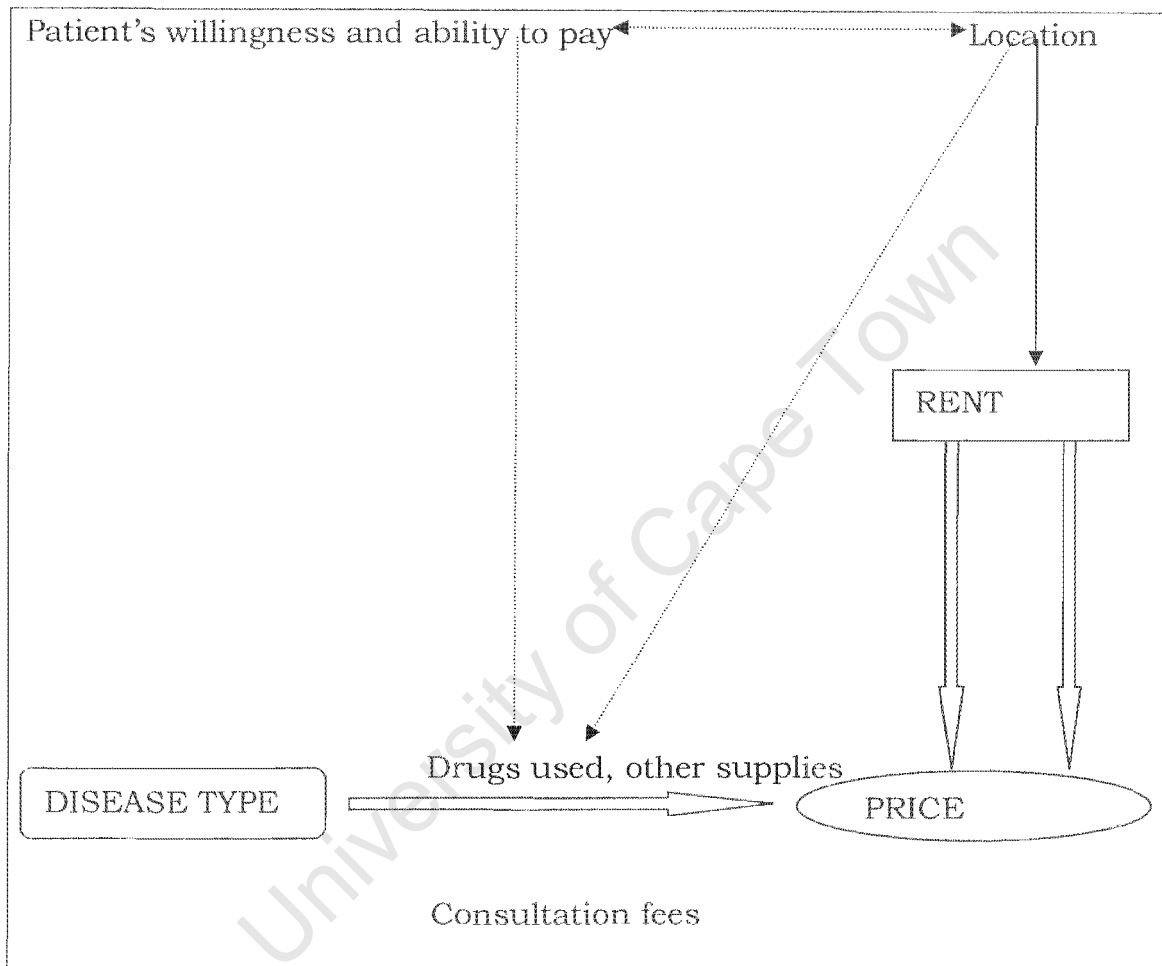 Patient's willingness and ability to pay
Location
RENT
Drugs used, other supplies
DISEASE TYPE
PRICE
Consultation fees
University of Cape Town